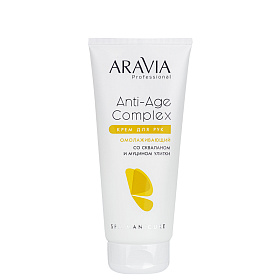 ARAVIA
Professional
Anti-Age
Complex
КРЕМ ДЛЯ РУК
ОМОЛАЖИВАЮЩИЙ
СО СКВАЛАНОМ
И МУЦИНОМ УЛИТКИ